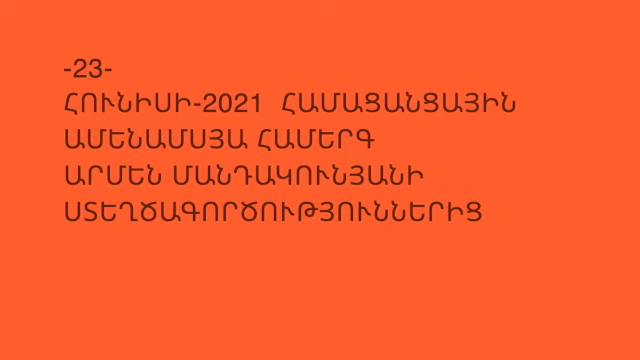 -23-
ՀՈՒՆԻՍԻ-2021 ՀԱՄԱՑԱՆՑԱՅԻՆ
ԱՄԵՆԱՄՍՅԱ ՀԱՄԵՐԳ
ԱՐՄԵՆ ՄԱՆԴԱԿՈՒՆՅԱՆԻ
ՍՏԵՂԾԱԳՈՐԾՈՒԹՅՈՒՆՆԵՐԻՑ